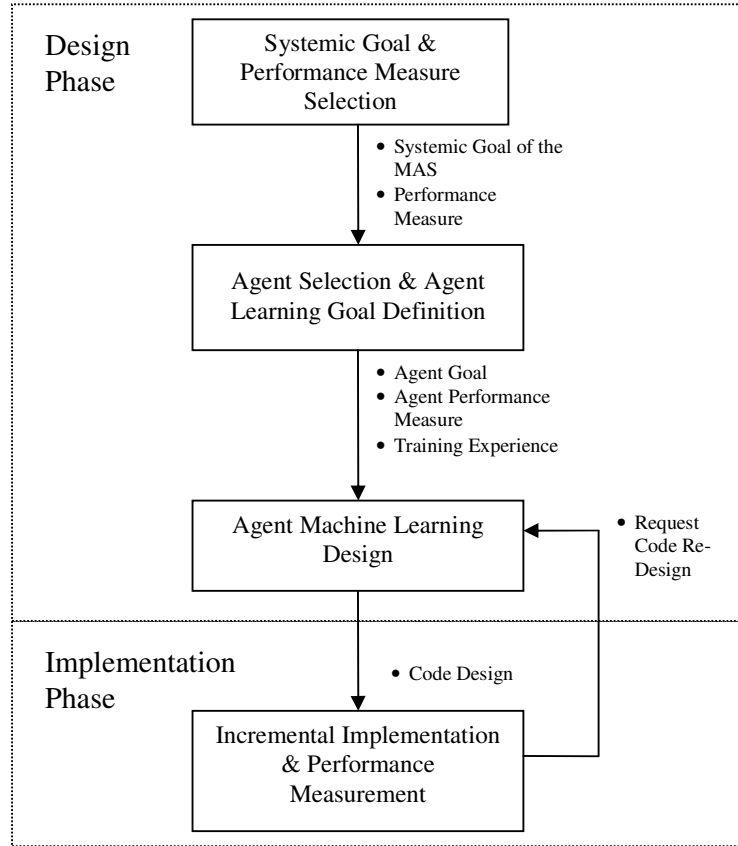 Design
Phase
Systemic Goal &
Performance Measure
Selection
• Systemic Goal of the
MAS
• Performance
Measure
Agent Selection & Agent
Learning Goal Definition
• Agent Goal
• Agent Performance
Measure
• Training Experience
Agent Machine Learning
Design
• Request
Code Re-
Design
Implementation
Phase
• Code Design
Incremental Implementation
& Performance
Measurement